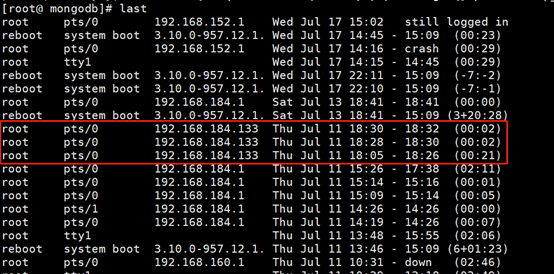 [root@ mongodb]# last
root pts/0 192.168.152.1 Wed Jul 17 15:02 still logged in
reboot system boot 3.10.0-957.12.1. Wed Jul 17 14:45 - 15:09 (00:23)
root pts/0 192.168.152.1 Wed Jul 17 14:16 - crash (00:29)
root tty1 Wed Jul 17 14:15 - 14:45 (00:29)
reboot system boot 3.10.0-957.12.1. Wed Jul 17 22:11 - 15:09 (-7:-2)
reboot system boot 3.10.0-957.12.1. Wed Jul 17 22:10 - 15:09 (-7:-1)
root pts/0 192.168.184.1 Sat Jul 13 18:41 - 18:41 (00:00)
reboot system boot 3.10.0-957.12.1. Sat Jul 13 18:41 - 15:09 (3+20:28)
root pts/0 192.168.184.133 Thu Jul 11 18:30 - 18:32 (00:02)
root pts/0 192.168.184.133 Thu Jul 11 18:28 - 18:30 (00:02)
root pts/0 192.168.184.133 Thu Jul 11 18:05 - 18:26 (00:21)
root pts/0 192.168.184.1 Thu Jul 11 15:26 - 17:38 (02:11)
root pts/0 192.168.184.1 Thu Jul 11 15:14 - 15:16 (00:01)
root pts/0 192.168.184.1 Thu Jul 11 15:09 - 15:14 (00:05)
root pts/1 192.168.184.1 Thu Jul 11 14:26 - 14:26 (00:00)
root pts/0 192.168.184.1 Thu Jul 11 14:19 - 14:26 (00:07)
root tty1 Thu Jul 11 13:48 - 15:55 (02:06)
reboot system boot 3.10.0-957.12.1. Thu Jul 11 13:46 - 15:09 (6+01:23)
root pts/0 192.168.160.1 Thu Jul 11 10:31 - down (02:46)